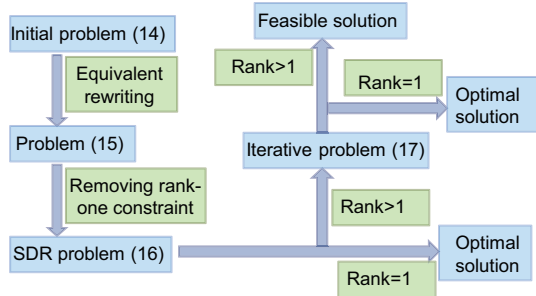 Initial problem (14)
Equivalent
rewriting
Problem (15)
Removing rank-
one constraint
SDR problem (16)
Feasible solution
Rank>1
Rank=1
Optimal
solution
Iterative problem (17)
Rank>1
Rank=1
Optimal
solution